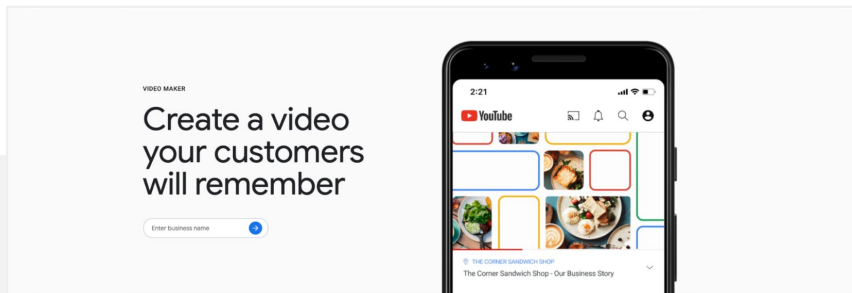 VIDEO MAKER
Create a video
your customers
will remember
Enter business name
2:21
YouTube
THE CORNER SANDWICH SHOP
The Corner Sandwich Shop - Our Business Story